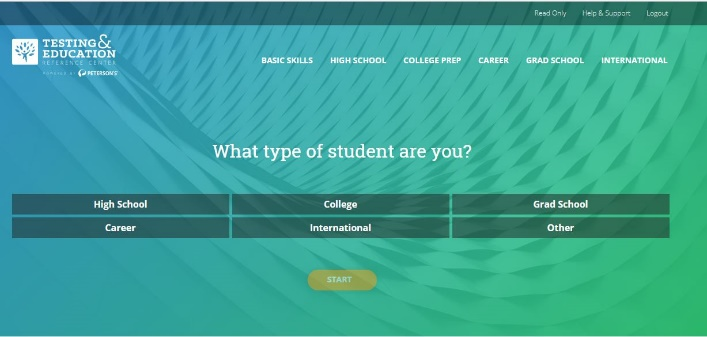 Read Only Help & Support Logout
TESTING &
EDUCATION
REFERENCE CENTER
POWERED BY PETERSON'S
BASIC SKILLS HIGH SCHOOL COLLEGE PREP CAREER GRAD SCHOOL INTERNATIONAL
What type of student are you?
High School College Grad School
Career International Other
START